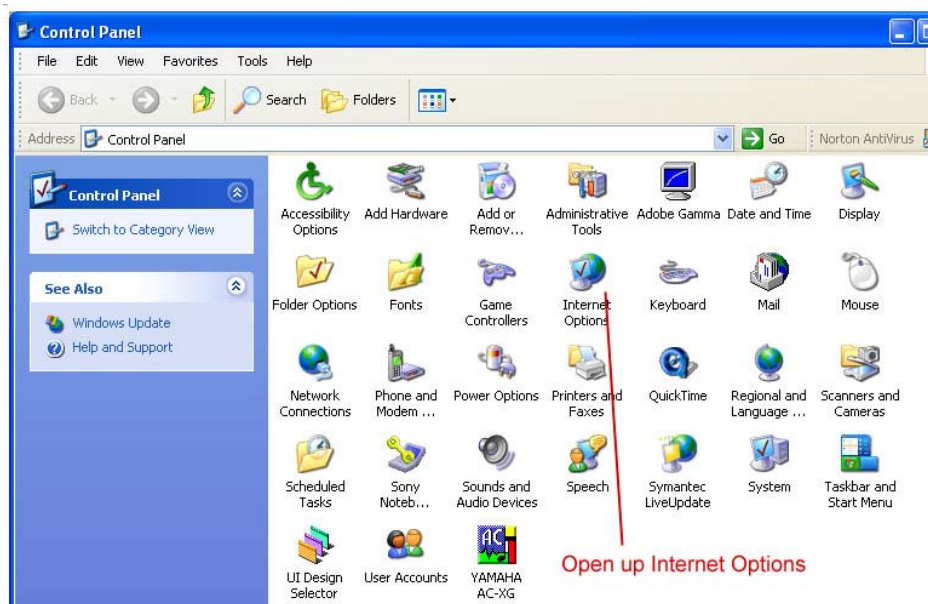 Control Panel
File Edit View Favorites Tools Help
Back Search Folders
Address Control Panel Go Norton AntiVirus
Control Panel
Switch to Category View
See Also
Windows Update
Help and Support
Accessibility Options
Add Hardware
Add or Remov...
Administrative Tools
Adobe Gamma
Date and Time
Display
Folder Options
Fonts
Game Controllers
Internet Options
Keyboard
Mail
Mouse
Network Connections
Phone and Modem ...
Power Options
Printers and Faxes
QuickTime
Regional and Language ...
Scanners and Cameras
Scheduled Tasks
Sony Noteb...
Sounds and Audio Devices
Speech
Symantec LiveUpdate
System
Taskbar and Start Menu
UI Design Selector
User Accounts
AC
YAMAHA AC-XG
Open up Internet Options